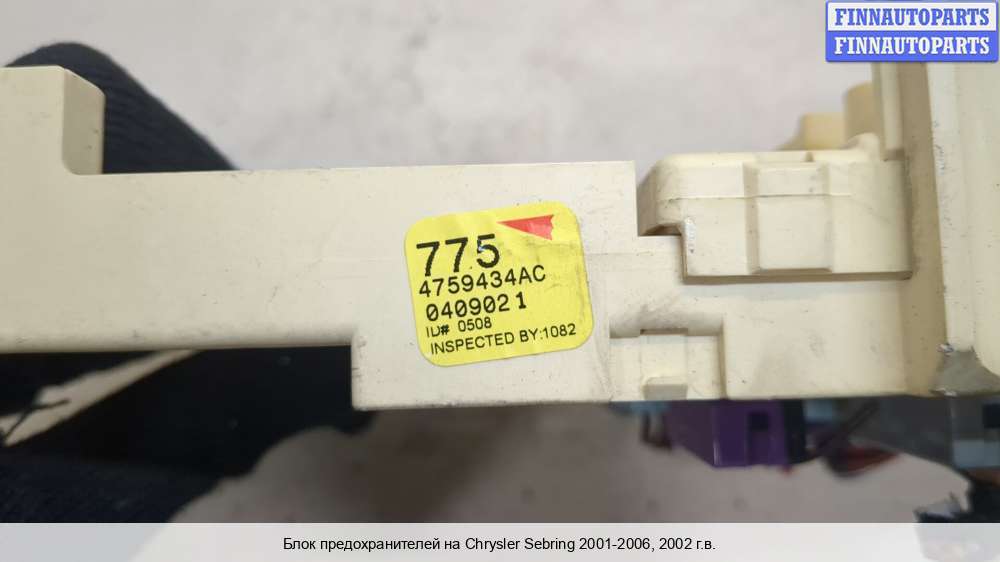 FINNAUTOPARTS
FINNAUTOPARTS
775
4759434AC
0409021
ID# 0508
INSPECTED BY:1082
Блок предохранителей на Chrysler Sebring 2001-2006, 2002 г.в.